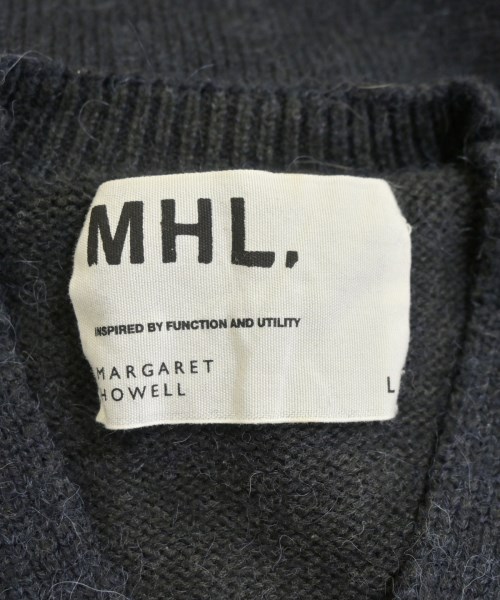 MHL.
INSPIRED BY FUNCTION AND UTILITY
MARGARET
HOWELL
L